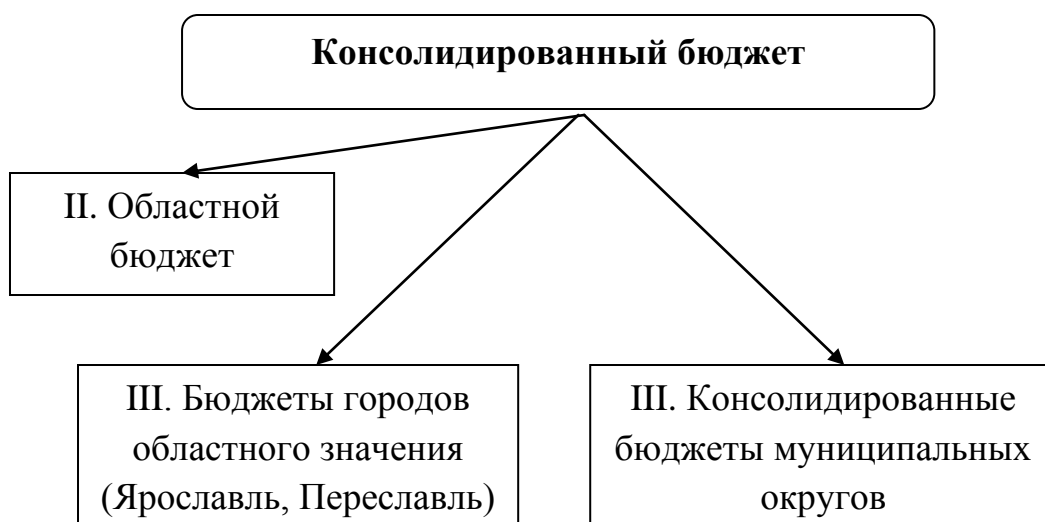 Консолидированный бюджет
II. Областной
бюджет
III. Бюджеты городов
областного значения
(Ярославль, Переславль)
III. Консолидированные
бюджеты муниципальных
округов